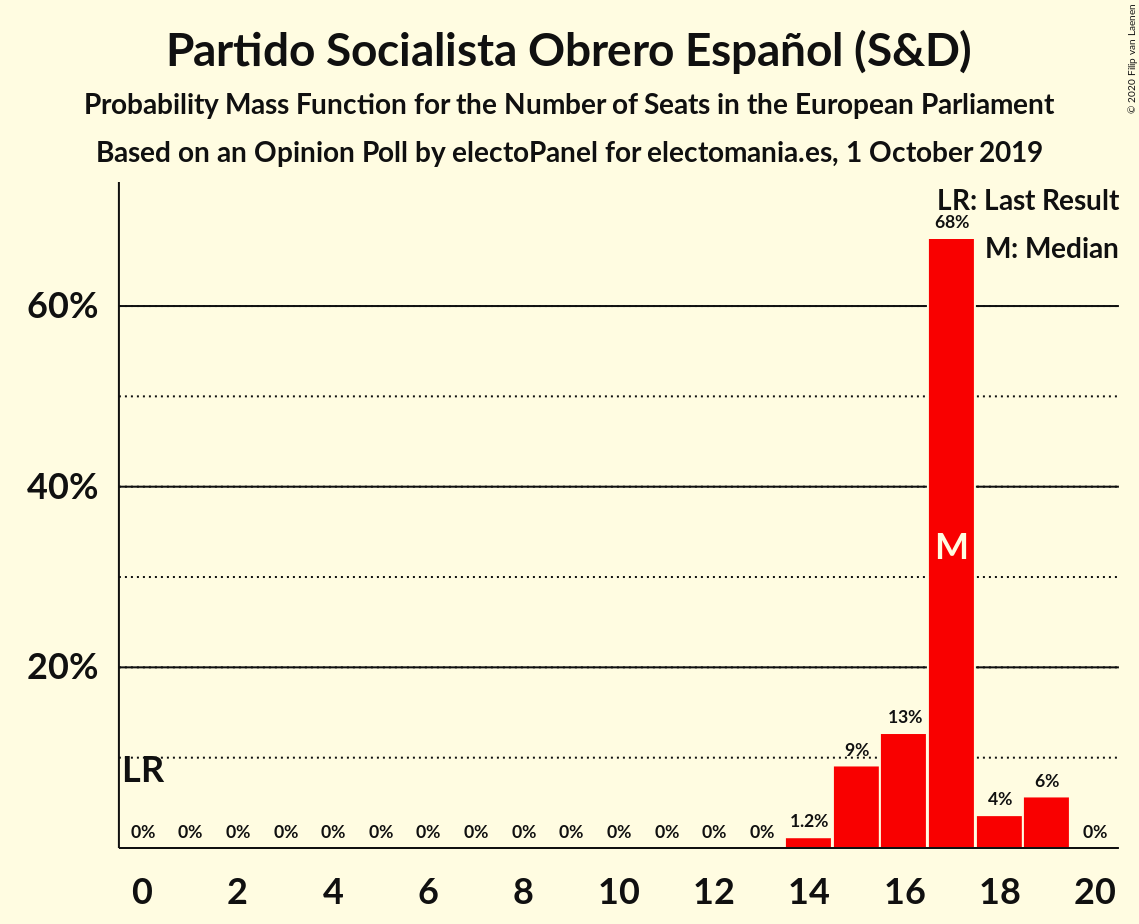 Partido Socialista Obrero Español (S&D)
Probability Mass Function for the Number of Seats in the European Parliament
Based on an Opinion Poll by electoPanel for electomania.es, 1 October 2019
© 2020 Filip van Laenen
LR: Last Result
M: Median
68%
60%
40%
M
20%
13%
9%
LR
6%
4%
1.2%
0% 0% 0% 0% 0% 0% 0% 0% 0% 0% 0% 0% 0% 0% 0%
0 2 4 6 8 10 12 14 16 18 20